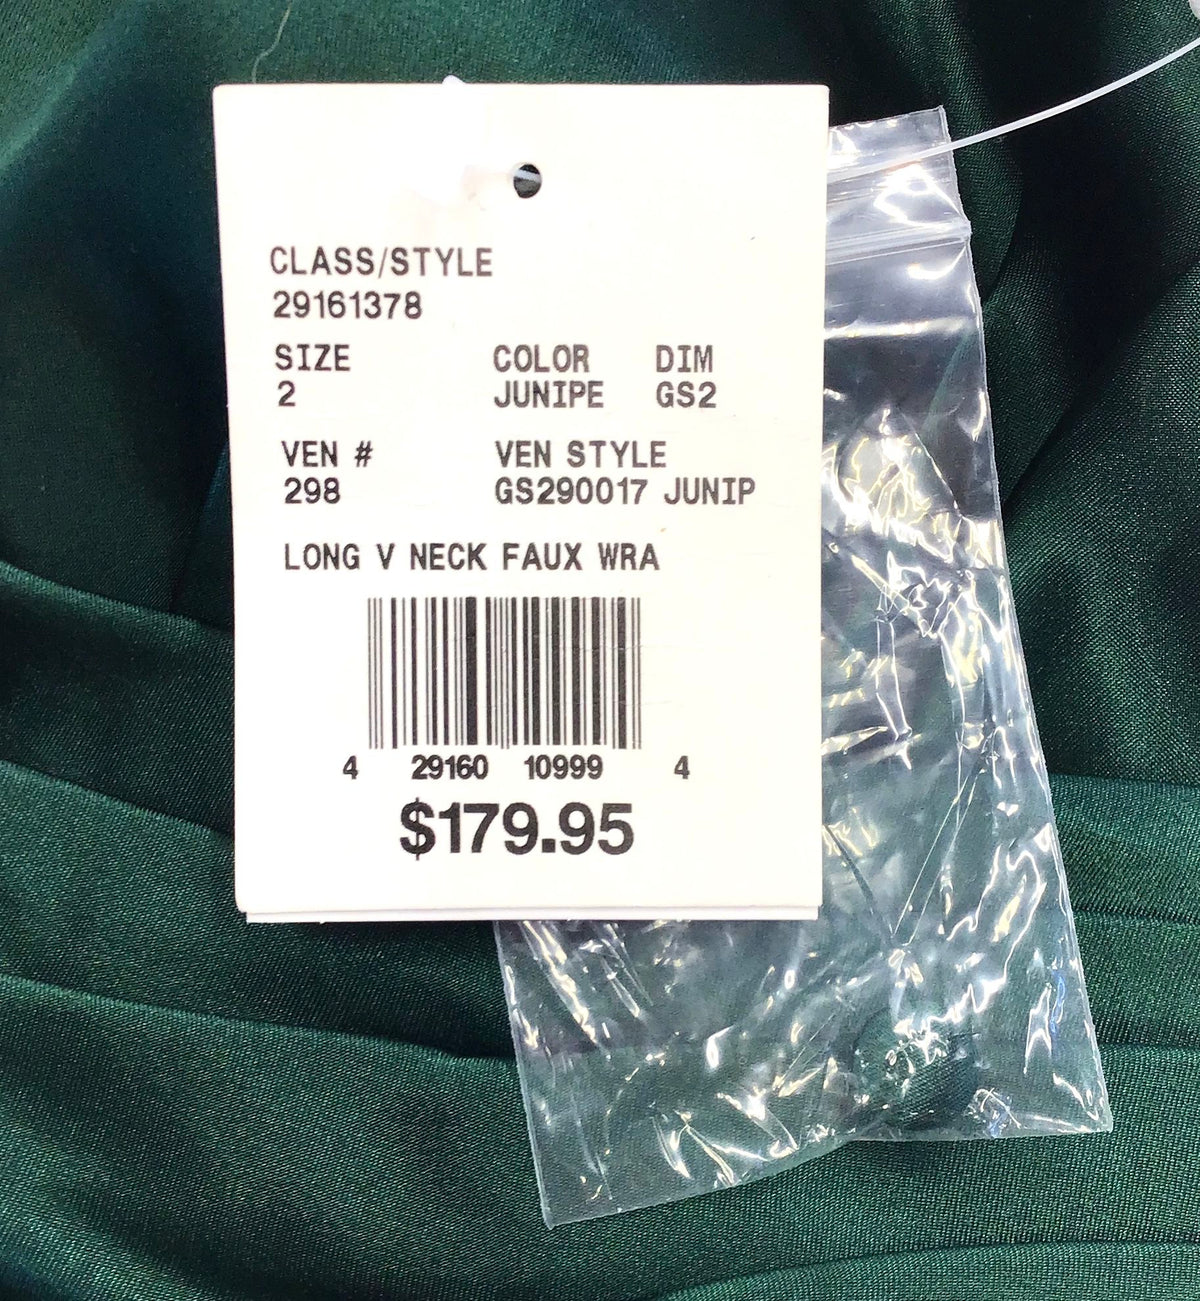 CLASS/STYLE
29161378
SIZE COLOR DIM
2 JUNIPE GS2
VEN # VEN STYLE
298 GS290017 JUNIP
LONG V NECK FAUX WRA
4 29160 10999 4
$179.95